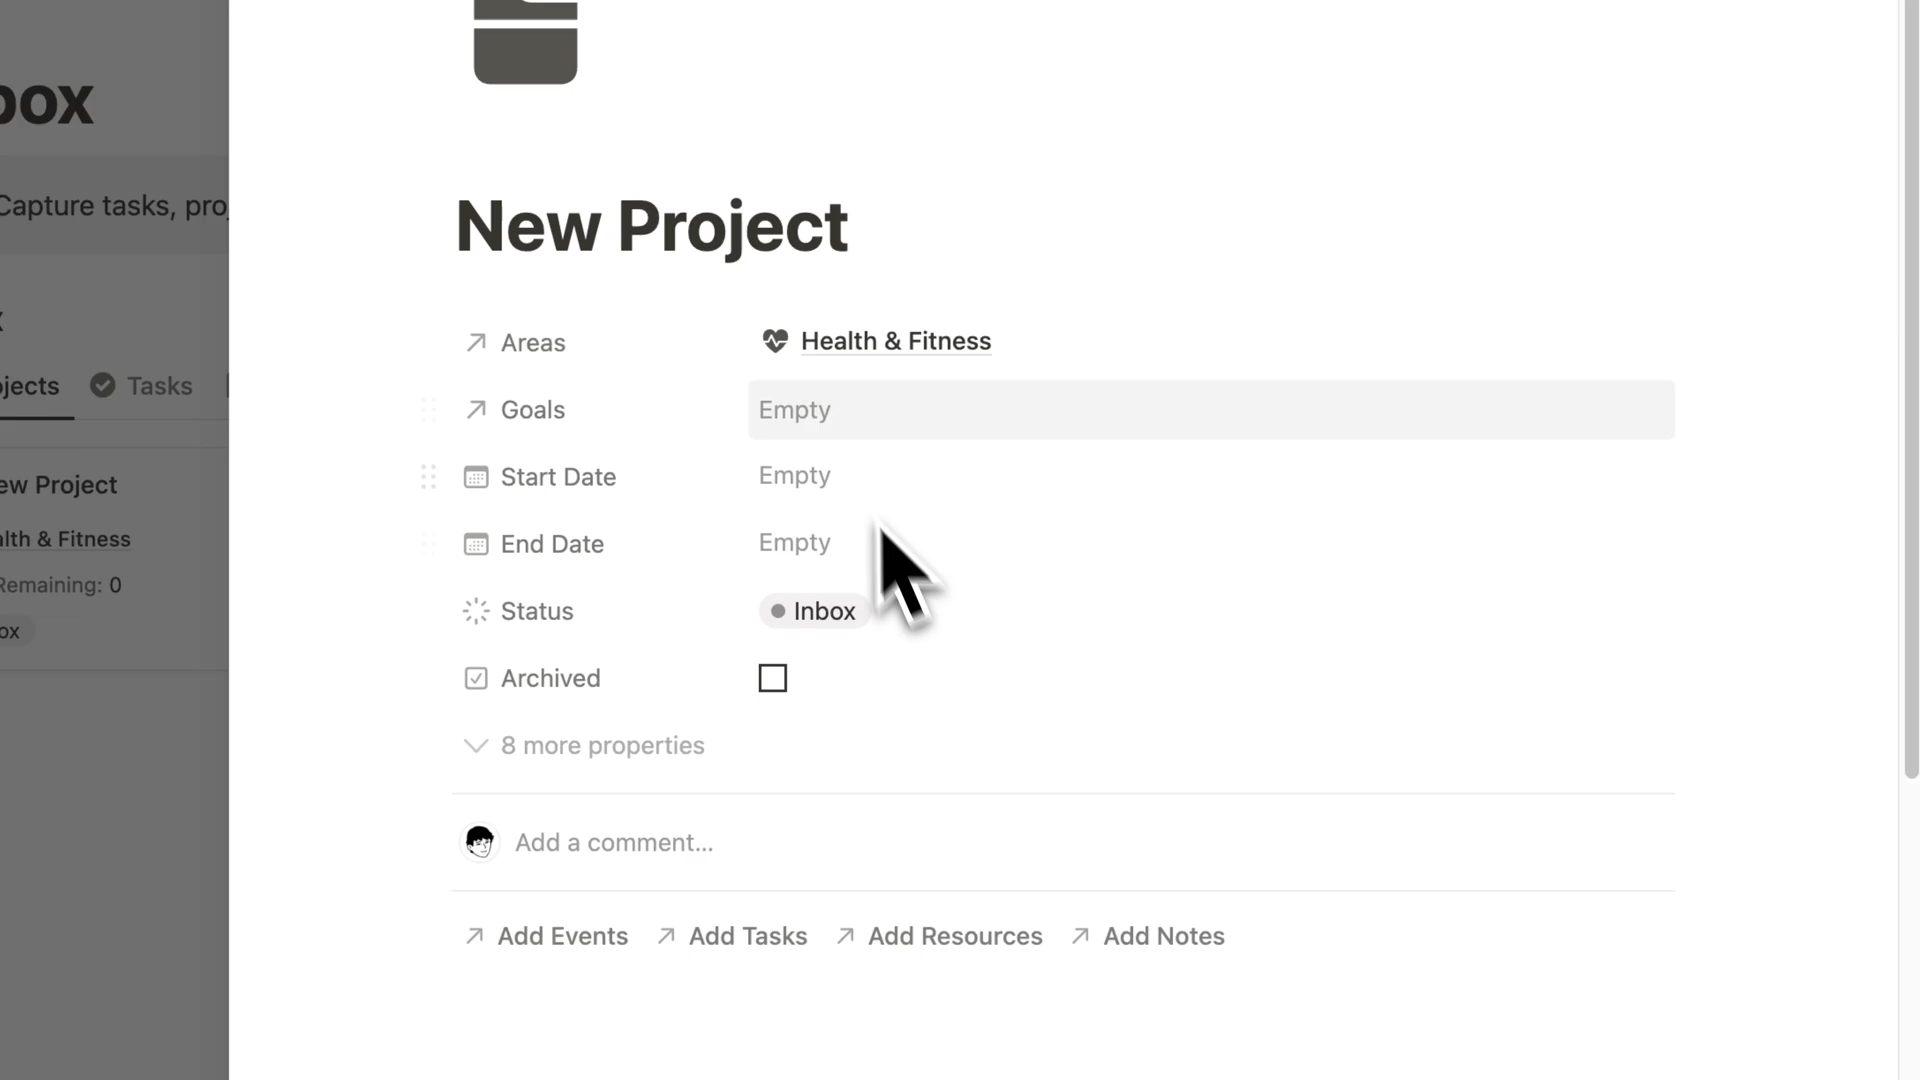 box
Capture tasks, proj
jects
Tasks
ew Project
alth & Fitness
Remaining: 0
ox
New Project
Areas
Health & Fitness
Goals
Empty
Start Date
Empty
End Date
Empty
Status
Inbox
Archived
8 more properties
Add a comment...
Add Events
Add Tasks
Add Resources
Add Notes